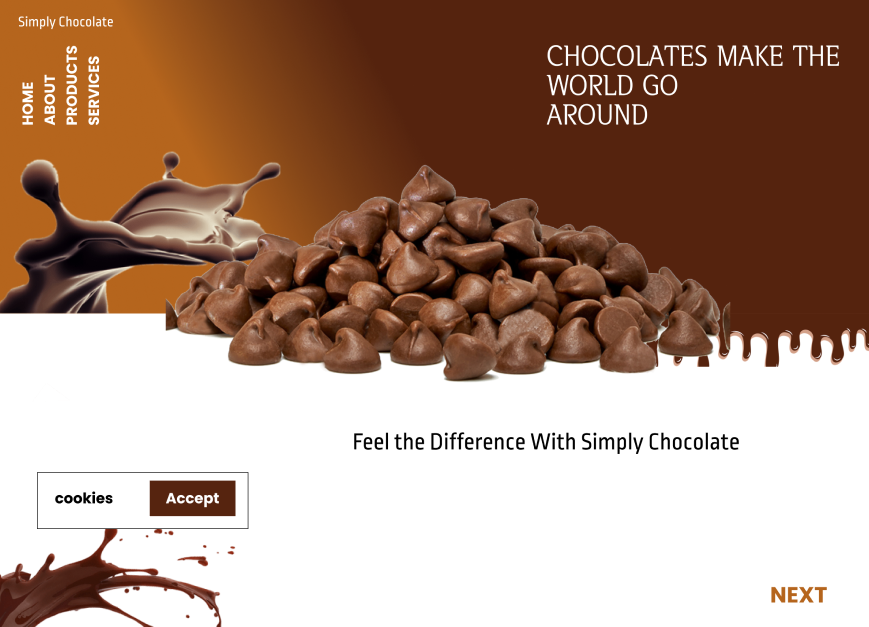 Simply Chocolate
HOME
ABOUT
PRODUCTS
SERVICES
CHOCOLATES MAKE THE
WORLD GO
AROUND
Feel the Difference With Simply Chocolate
cookies
Accept
NEXT